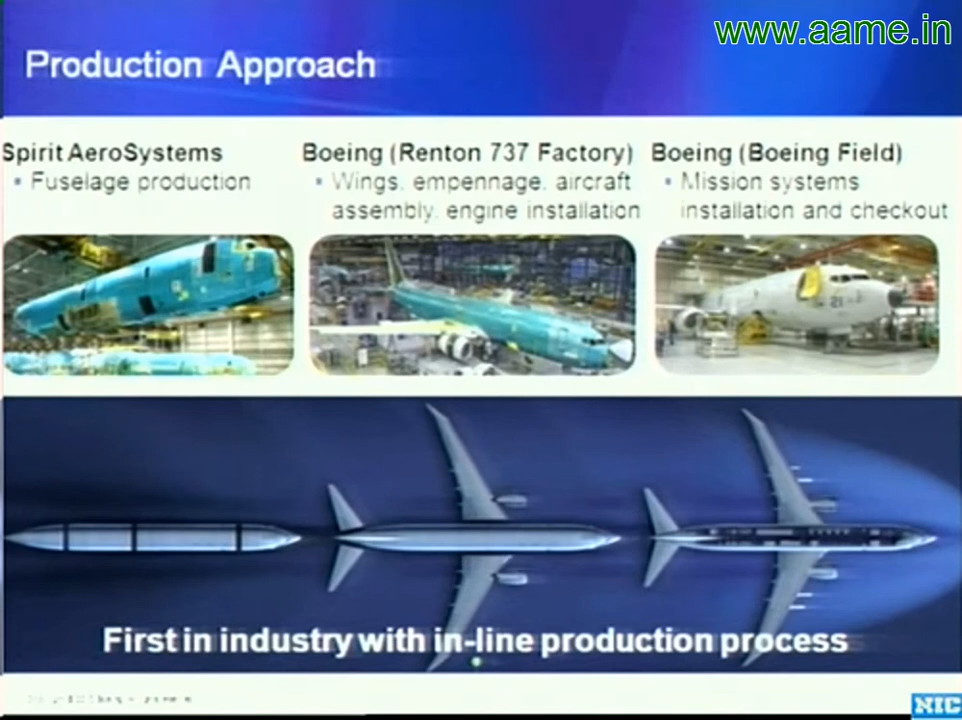 www.aame.in
Production Approach
Spirit AeroSystems
▪ Fuselage production
Boeing (Renton 737 Factory)
▪ Wings, empennage, aircraft
assembly, engine installation
Boeing (Boeing Field)
▪ Mission systems
installation and checkout
21
First in industry with in-line production process
NIC